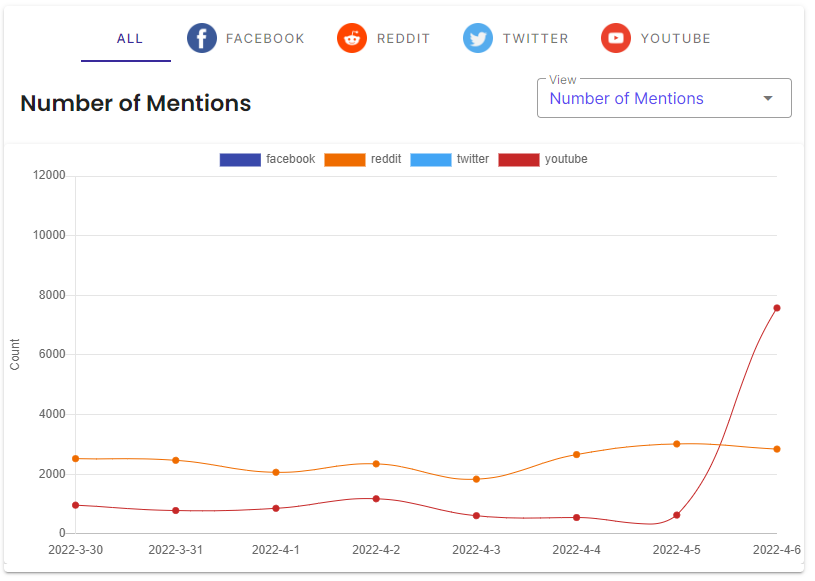 ALL FACEBOOK REDDIT TWITTER YOUTUBE
View
Number of Mentions
Number of Mentions
facebook reddit twitter youtube
12000
10000
8000
6000
4000
2000
0
Count
2022-3-30 2022-3-31 2022-4-1 2022-4-2 2022-4-3 2022-4-4 2022-4-5 2022-4-6